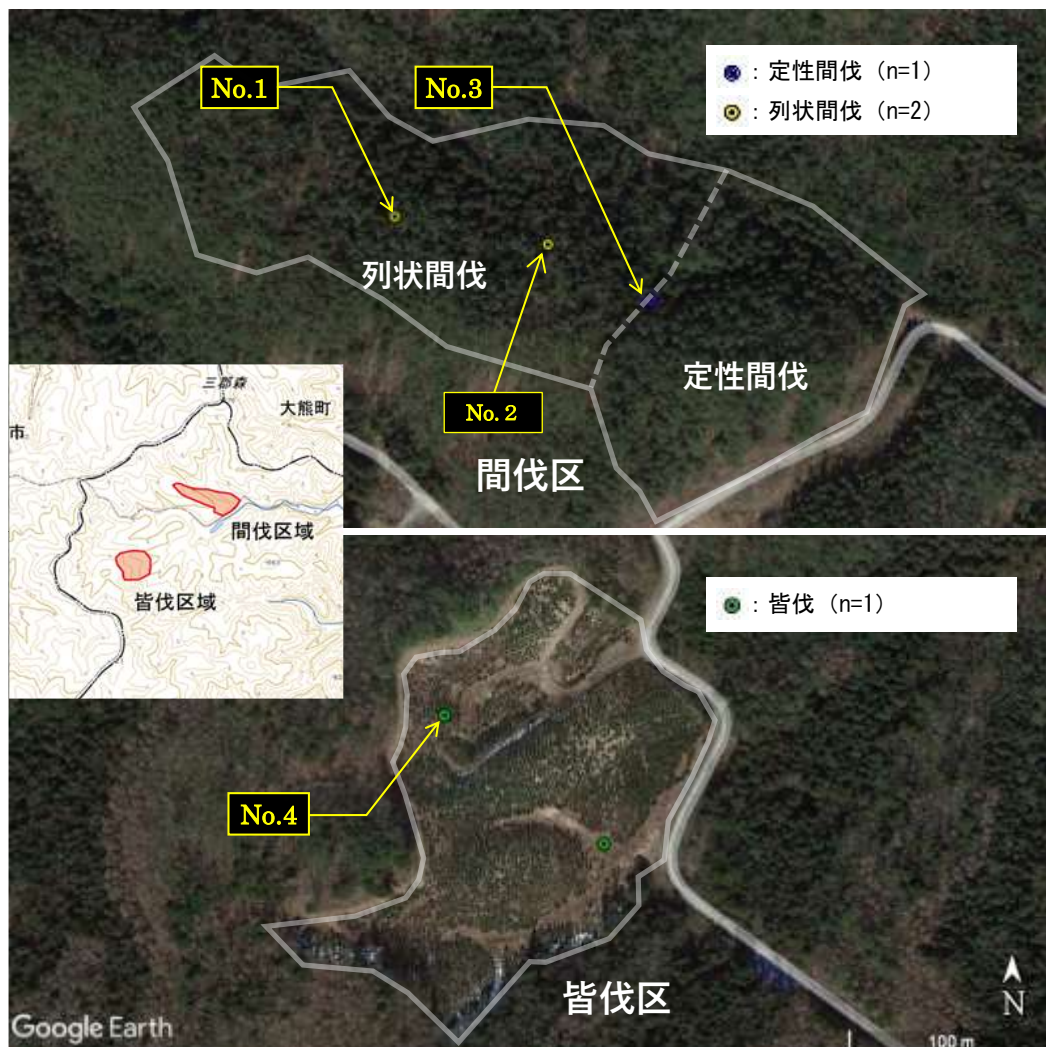 No.1
No.3
: 定性間伐 (n=1)
: 列状間伐 (n=2)
列状間伐
定性間伐
No. 2
間伐区
三郡森
大熊町
市
間伐区域
皆伐区域
: 皆伐 (n=1)
No.4
皆伐区
N
Google Earth
100 m